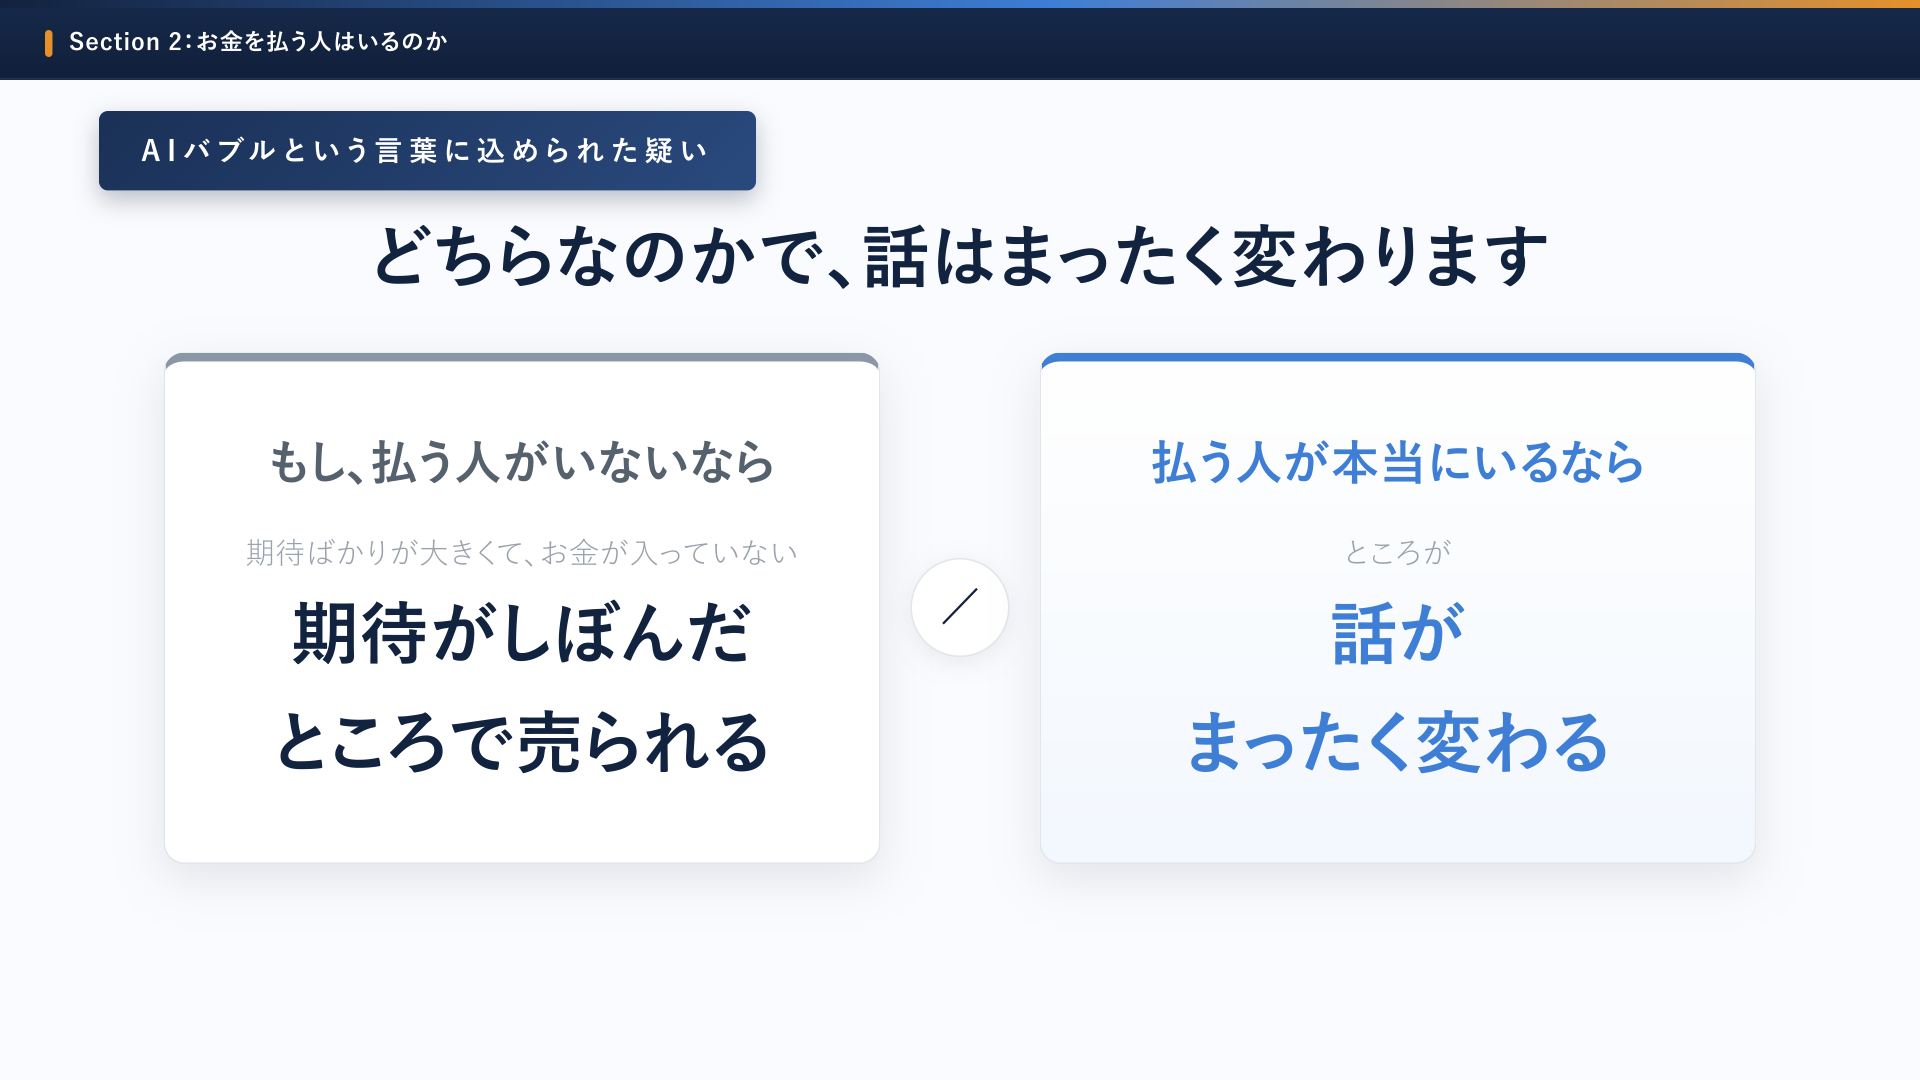 Section 2：お金を払う人はいるのか
AIバブルという言葉に込められた疑い
どちらなのかで、話はまったく変わります
もし、払う人がいないなら
期待ばかりが大きくて、お金が入っていない
期待がしぼんだ
ところで売られる
／
払う人が本当にいるなら
ところが
話が
まったく変わる